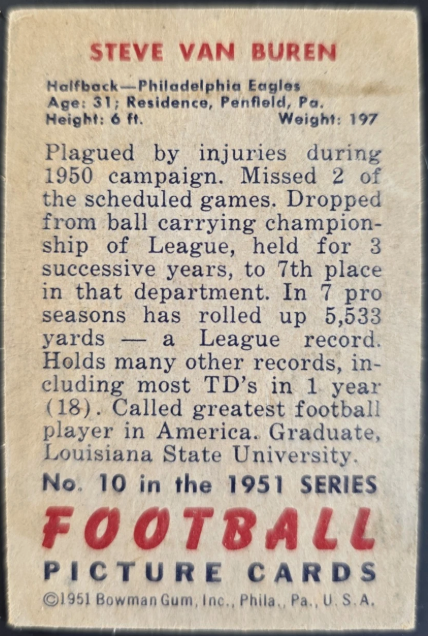 STEVE VAN BUREN
Halfback—Philadelphia Eagles
Age: 31; Residence, Penfield, Pa.
Height: 6 ft. Weight: 197
Plagued by injuries during
1950 campaign. Missed 2 of
the scheduled games. Dropped
from ball carrying champion-
ship of League, held for 3
successive years, to 7th place
in that department. In 7 pro
seasons has rolled up 5,533
yards — a League record.
Holds many other records, in-
cluding most TD's in 1 year
(18). Called greatest football
player in America. Graduate,
Louisiana State University.
No. 10 in the 1951 SERIES
FOOTBALL
PICTURE CARDS
©1951 Bowman Gum, Inc., Phila., Pa., U.S.A.